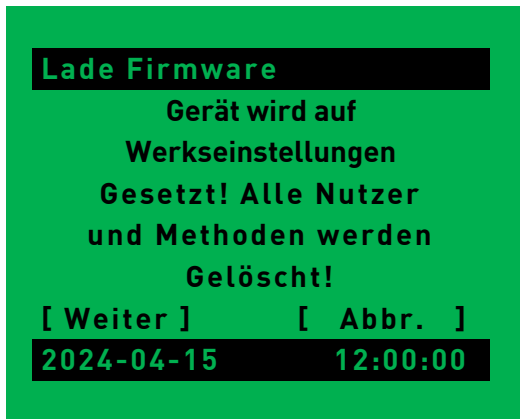 Lade Firmware
Gerät wird auf
Werkseinstellungen
Gesetzt! Alle Nutzer
und Methoden werden
Gelöscht!
[ Weiter ] [ Abbr. ]
2024-04-15 12:00:00